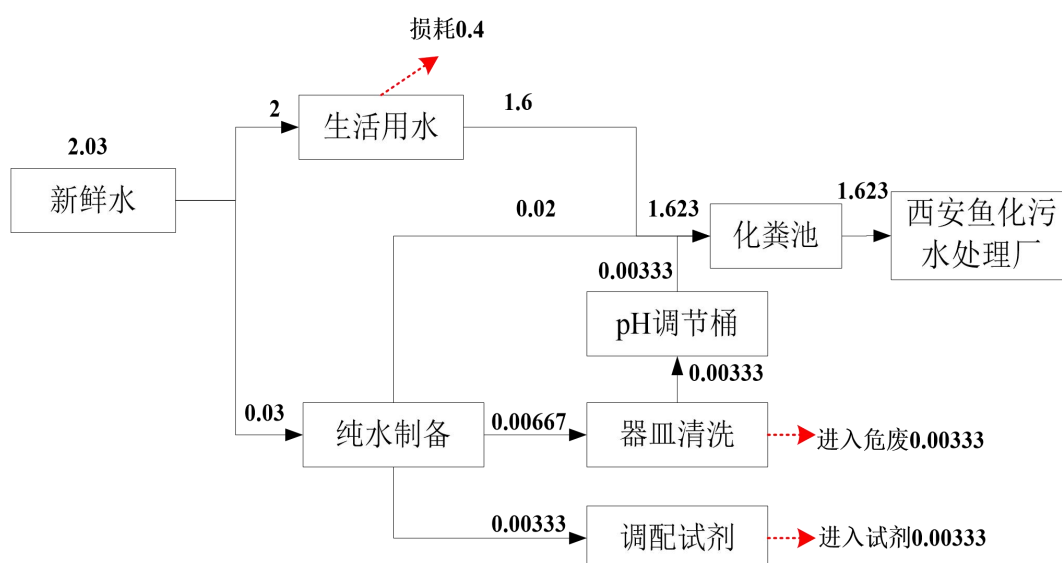 损耗0.4
2
生活用水
1.6
2.03
新鲜水
0.02
1.623
化粪池
1.623
西安鱼化污
水处理厂
0.00333
pH调节桶
0.00333
0.03
纯水制备
0.00667
器皿清洗
进入危废0.00333
0.00333
调配试剂
进入试剂0.00333